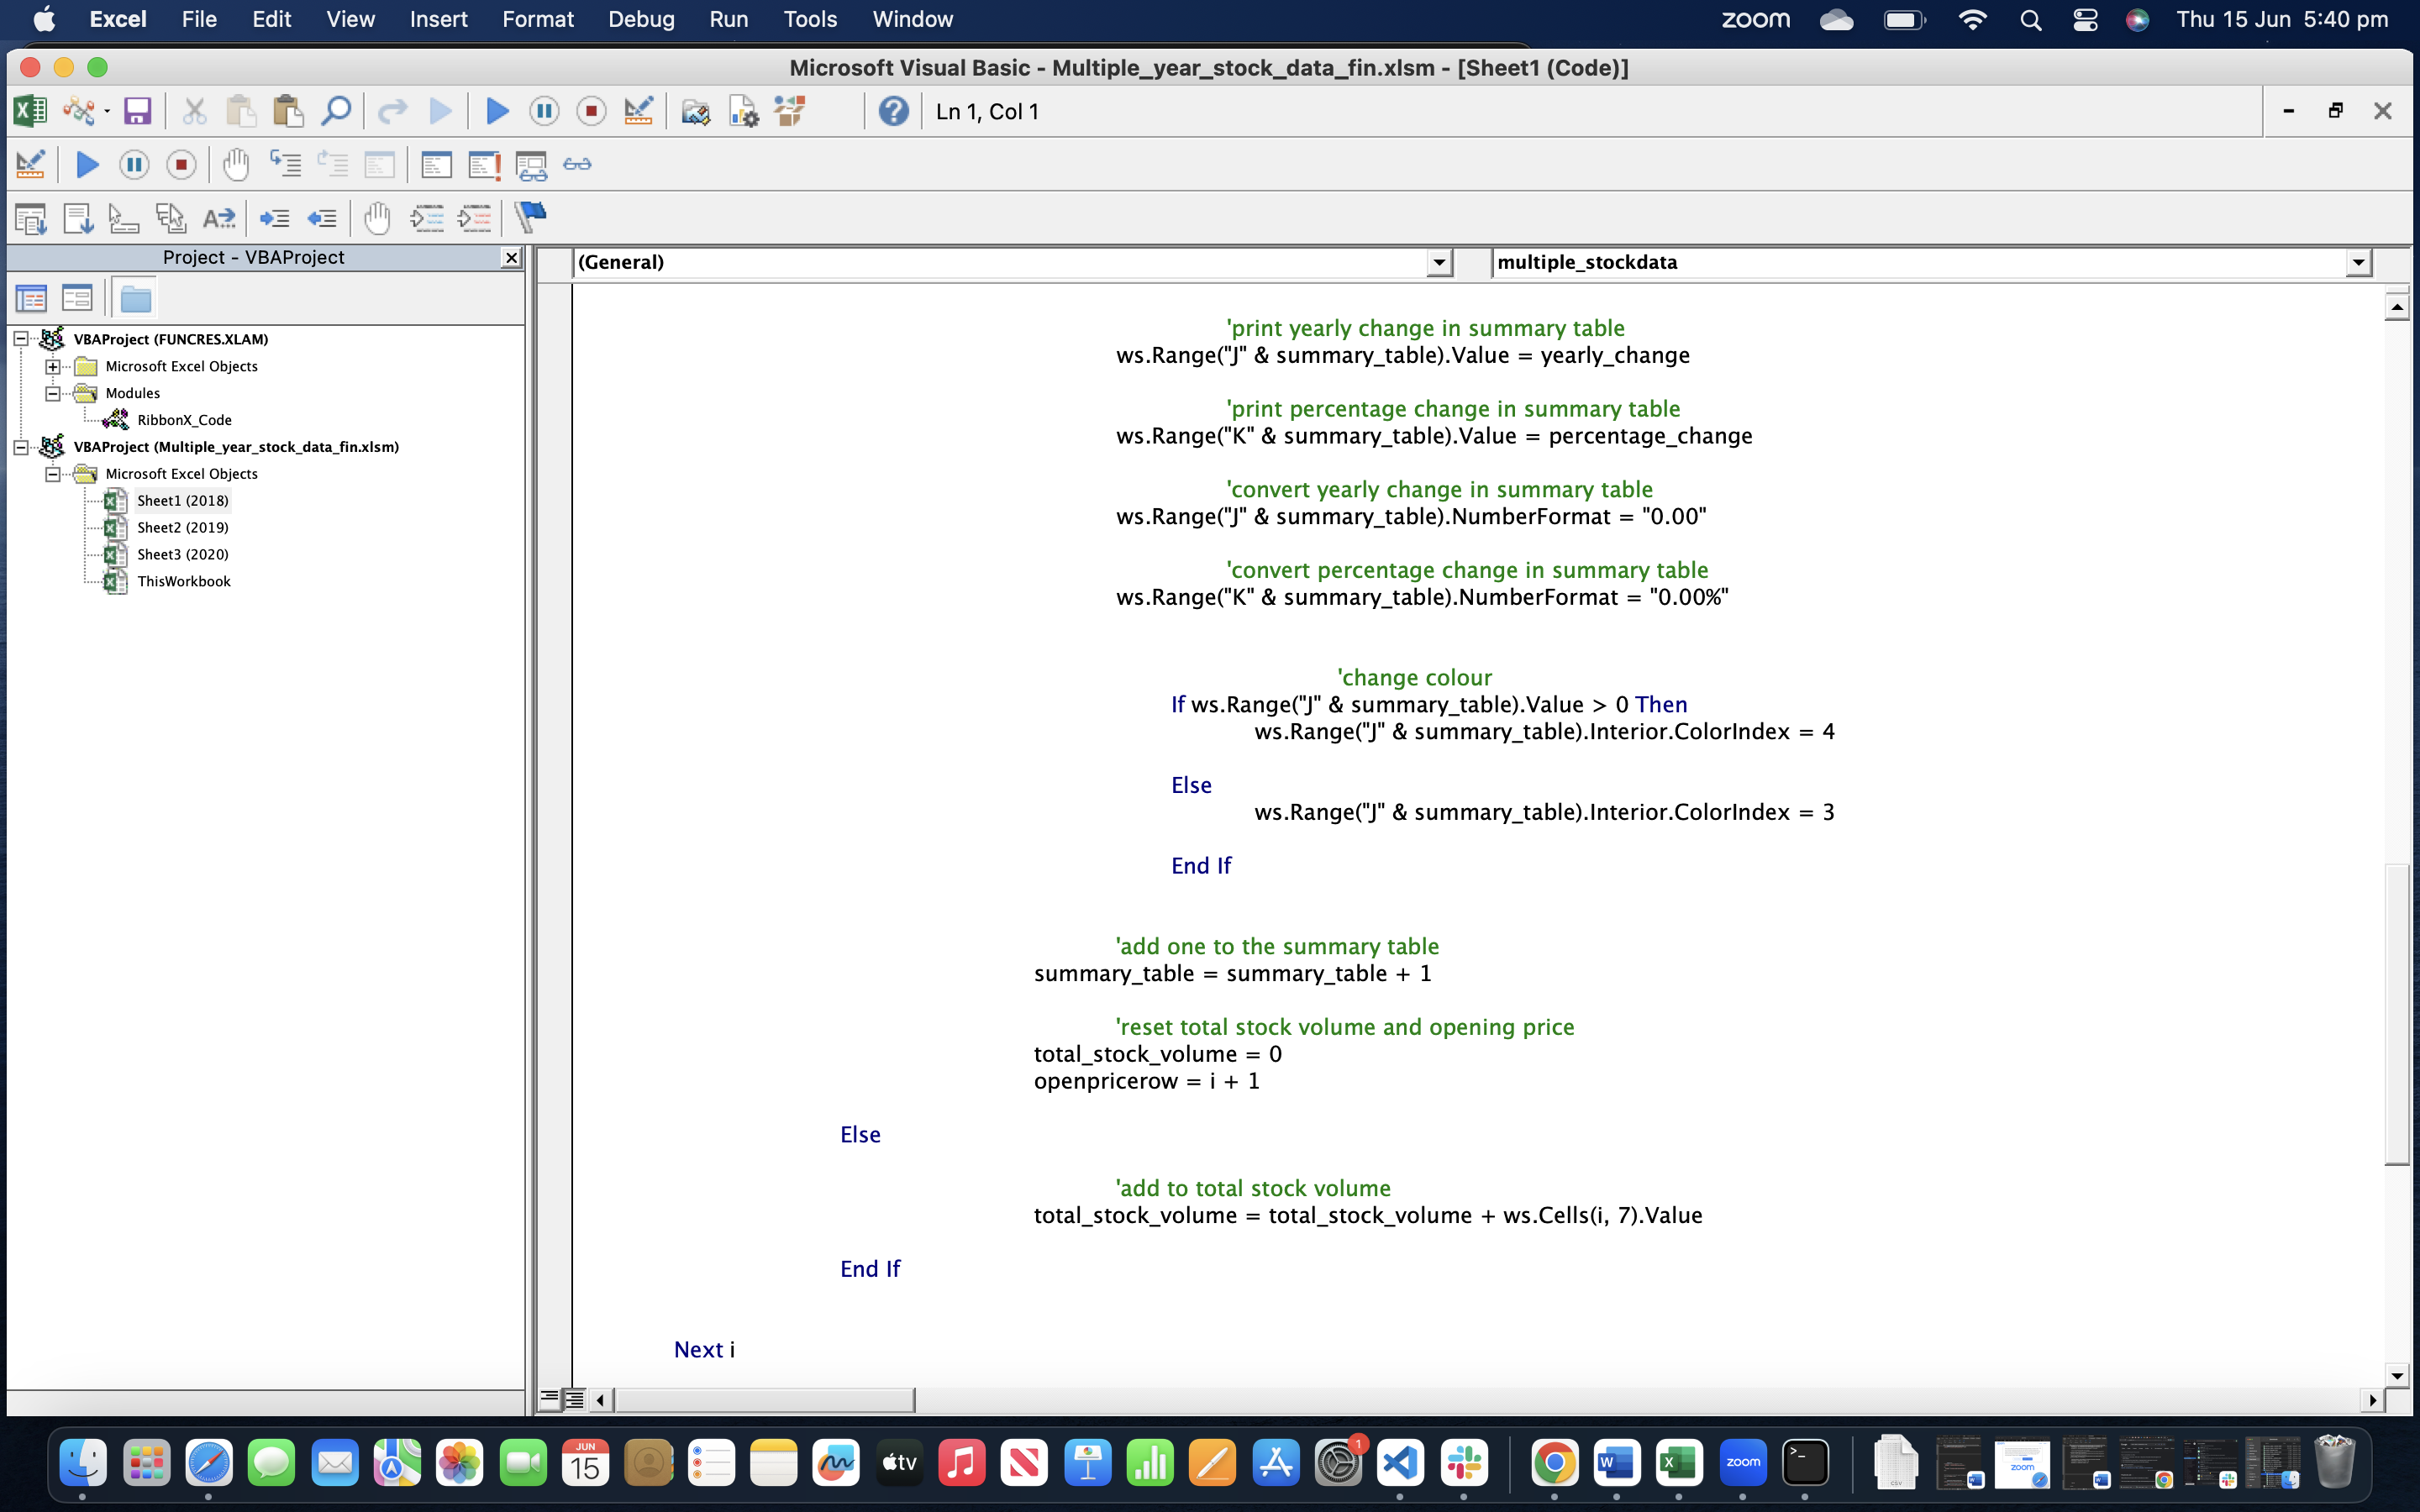 Excel File Edit View Insert Format Debug Run Tools Window zoom Thu 15 Jun 5:40 pm
Microsoft Visual Basic - Multiple_year_stock_data_fin.xlsm - [Sheet1 (Code)]
Ln 1, Col 1
Project - VBAProject
(General) multiple_stockdata
VBAProject (FUNCRES.XLAM)
Microsoft Excel Objects
Modules
RibbonX_Code
VBAProject (Multiple_year_stock_data_fin.xlsm)
Microsoft Excel Objects
Sheet1 (2018)
Sheet2 (2019)
Sheet3 (2020)
ThisWorkbook
'print yearly change in summary table
ws.Range("J" & summary_table).Value = yearly_change
'print percentage change in summary table
ws.Range("K" & summary_table).Value = percentage_change
'convert yearly change in summary table
ws.Range("J" & summary_table).NumberFormat = "0.00"
'convert percentage change in summary table
ws.Range("K" & summary_table).NumberFormat = "0.00%"
'change colour
If ws.Range("J" & summary_table).Value > 0 Then
ws.Range("J" & summary_table).Interior.ColorIndex = 4
Else
ws.Range("J" & summary_table).Interior.ColorIndex = 3
End If
'add one to the summary table
summary_table = summary_table + 1
'reset total stock volume and opening price
total_stock_volume = 0
openpricerow = i + 1
Else
'add to total stock volume
total_stock_volume = total_stock_volume + ws.Cells(i, 7).Value
End If
Next i
JUN
15
tv
1
zoom
CSV
zoom